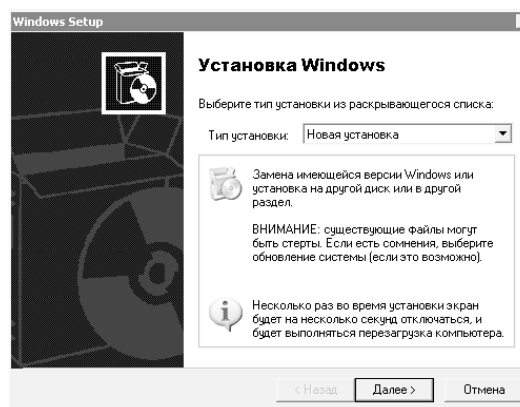 Windows Setup
Установка Windows
Выберите тип установки из раскрывающегося списка:
Тип установки: Новая установка
Замена имеющейся версии Windows или
установка на другой диск или в другой
раздел.
ВНИМАНИЕ: существующие файлы могут
быть стерты. Если есть сомнения, выберите
обновление системы (если это возможно).
Несколько раз во время установки экран
будет на несколько секунд отключаться, и
будет выполняться перезагрузка компьютера.
< Назад Далее > Отмена